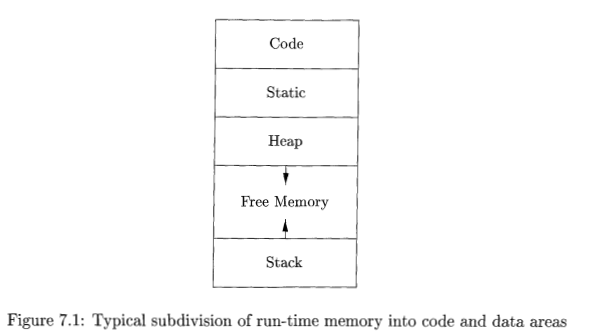 Code
Static
Heap
Free Memory
Stack
Figure 7.1: Typical subdivision of run-time memory into code and data areas